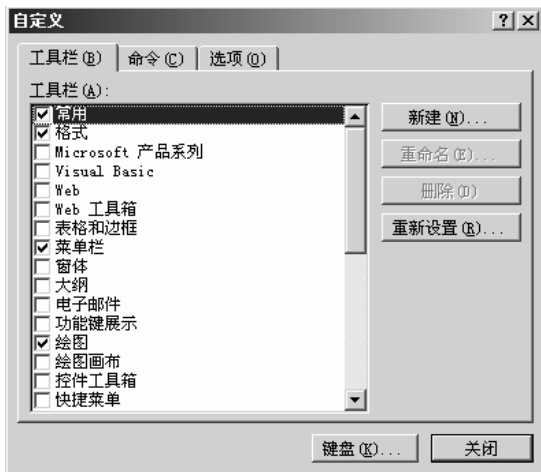 自定义
工具栏(B) 命令(C) 选项(O)
工具栏(A):
常用
格式
Microsoft 产品系列
Visual Basic
Web
Web 工具箱
表格和边框
菜单栏
窗体
大纲
电子邮件
功能键展示
绘图
绘图画布
控件工具箱
快捷菜单
新建(N)...
重命名(E)...
删除(D)
重新设置(R)...
键盘(K)... 关闭